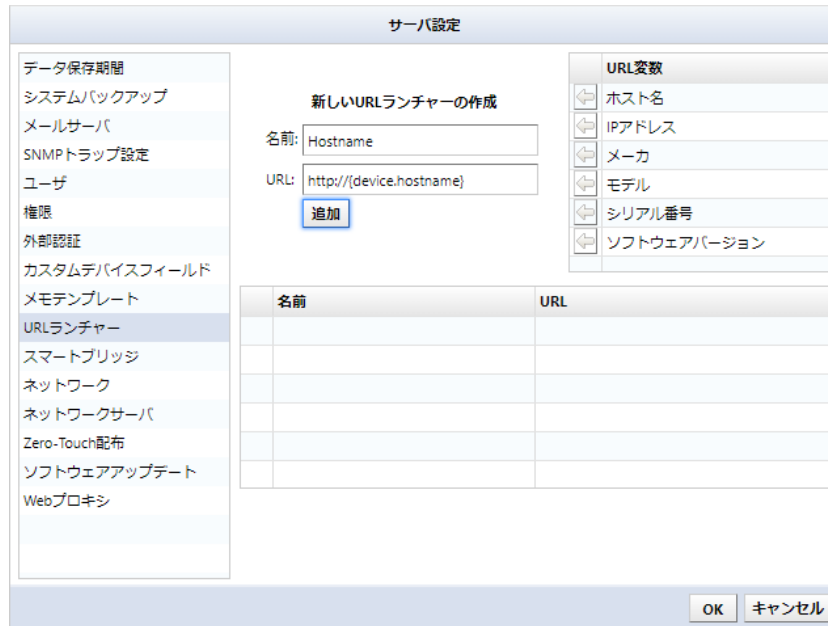 サーバ設定
データ保存期間
システムバックアップ
メールサーバ
SNMPトラップ設定
ユーザ
権限
外部認証
カスタムデバイスフィールド
メモテンプレート
URLランチャー
スマートブリッジ
ネットワーク
ネットワークサーバ
Zero-Touch配布
ソフトウェアアップデート
Webプロキシ
新しいURLランチャーの作成
名前: Hostname
URL: http://{device.hostname}
追加
URL変数
ホスト名
IPアドレス
メーカ
モデル
シリアル番号
ソフトウェアバージョン
名前 URL
OK キャンセル